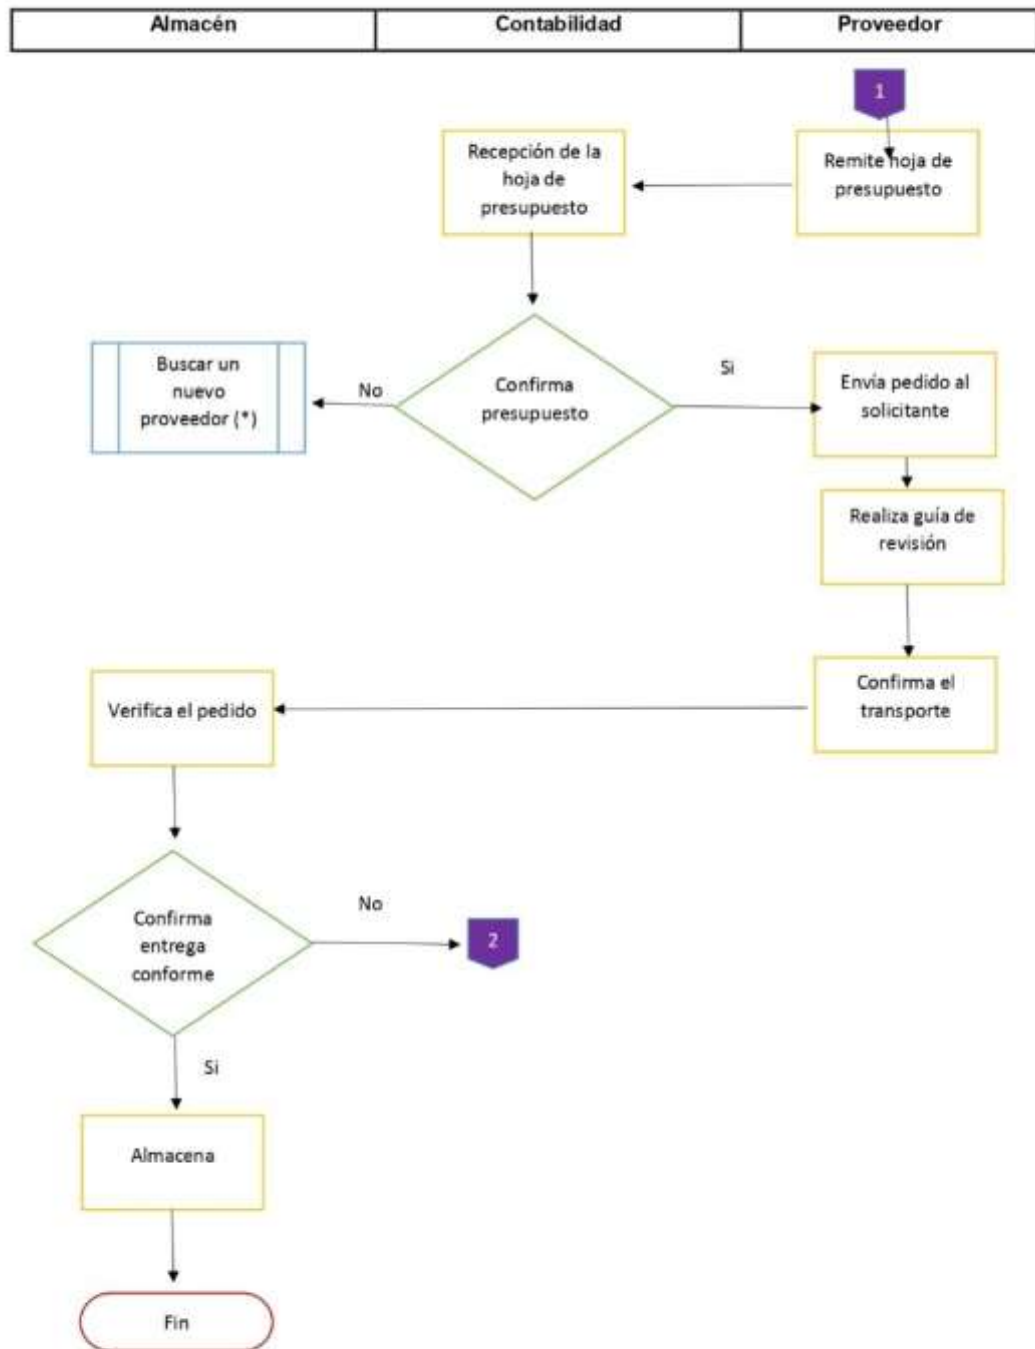 Almacén
Contabilidad
Proveedor
1
Recepción de la
hoja de
presupuesto
Remite hoja de
presupuesto
Buscar un
nuevo
proveedor (*)
No
Confirma
presupuesto
Si
Envía pedido al
solicitante
Realiza guía de
revisión
Verifica el pedido
Confirma el
transporte
Confirma
entrega
conforme
No
2
Si
Almacena
Fin